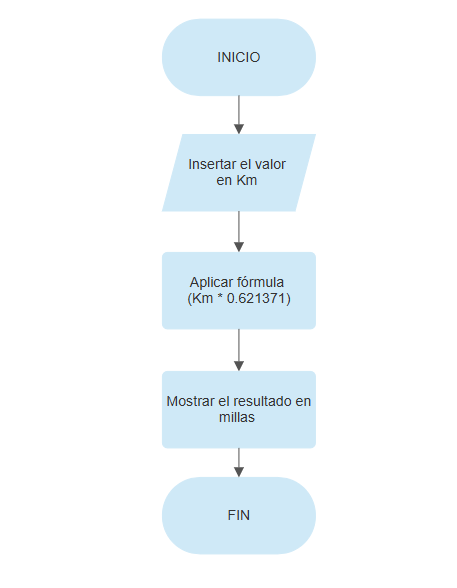 INICIO
Insertar el valor
en Km
Aplicar fórmula
(Km * 0.621371)
Mostrar el resultado en
millas
FIN